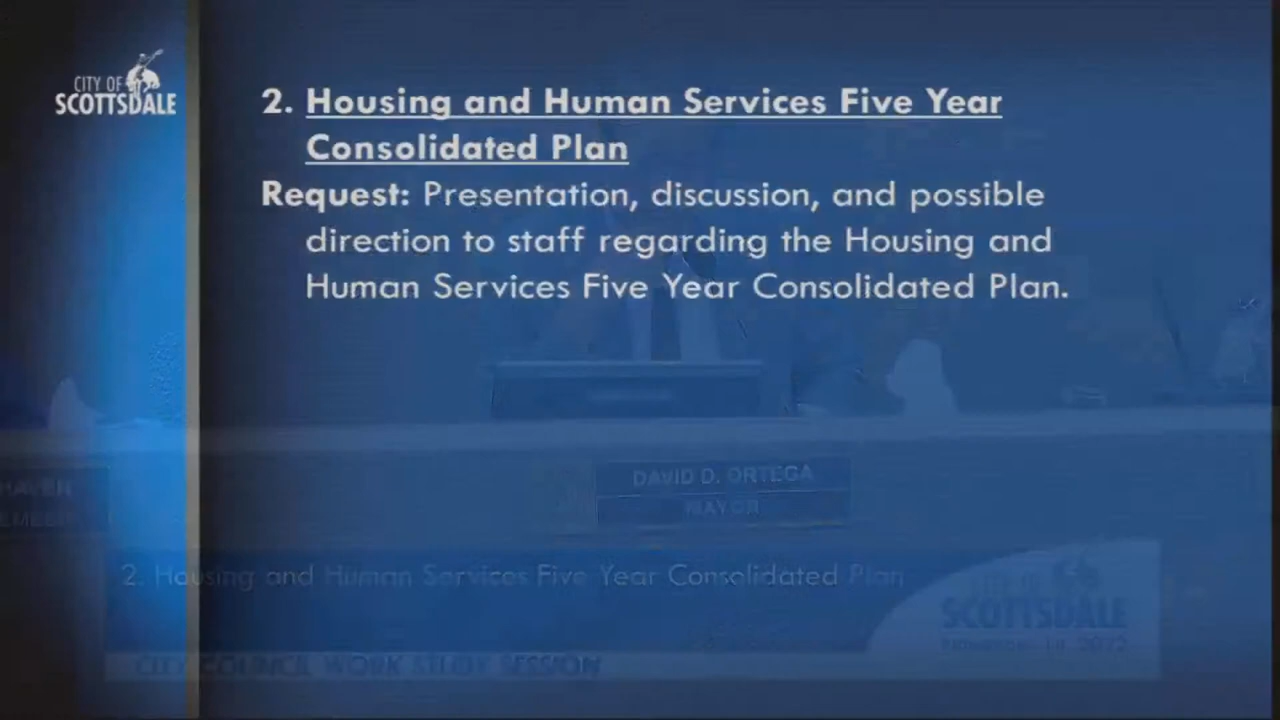 CITY OF
SCOTTSDALE
2. Housing and Human Services Five Year
Consolidated Plan
Request: Presentation, discussion, and possible
direction to staff regarding the Housing and
Human Services Five Year Consolidated Plan.
DAVID D. ORTEGA
MAYOR
2. Housing and Human Services Five Year Consolidated Plan
CITY OF
SCOTTSDALE
CITY COUNCIL WORK STUDY SESSION